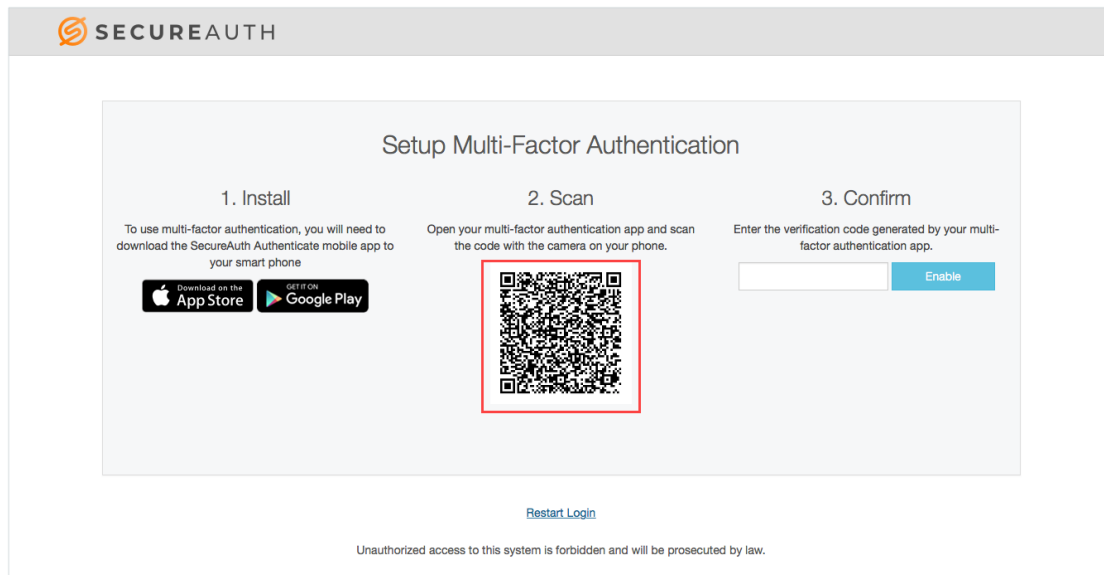 SECUREAUTH
Setup Multi-Factor Authentication
1. Install
To use multi-factor authentication, you will need to
download the SecureAuth Authenticate mobile app to
your smart phone
Download on the
App Store
GET IT ON
Google Play
2. Scan
Open your multi-factor authentication app and scan
the code with the camera on your phone.
3. Confirm
Enter the verification code generated by your multi-
factor authentication app.
Enable
Restart Login
Unauthorized access to this system is forbidden and will be prosecuted by law.